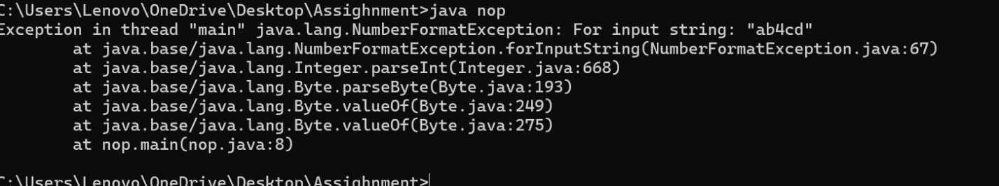 C:\Users\Lenovo\OneDrive\Desktop\Assighnment>java nop
Exception in thread "main" java.lang.NumberFormatException: For input string: "ab4cd"
        at java.base/java.lang.NumberFormatException.forInputString(NumberFormatException.java:67)
        at java.base/java.lang.Integer.parseInt(Integer.java:668)
        at java.base/java.lang.Byte.parseByte(Byte.java:193)
        at java.base/java.lang.Byte.valueOf(Byte.java:249)
        at java.base/java.lang.Byte.valueOf(Byte.java:275)
        at nop.main(nop.java:8)
C:\Users\Lenovo\OneDrive\Desktop\Assighnment>